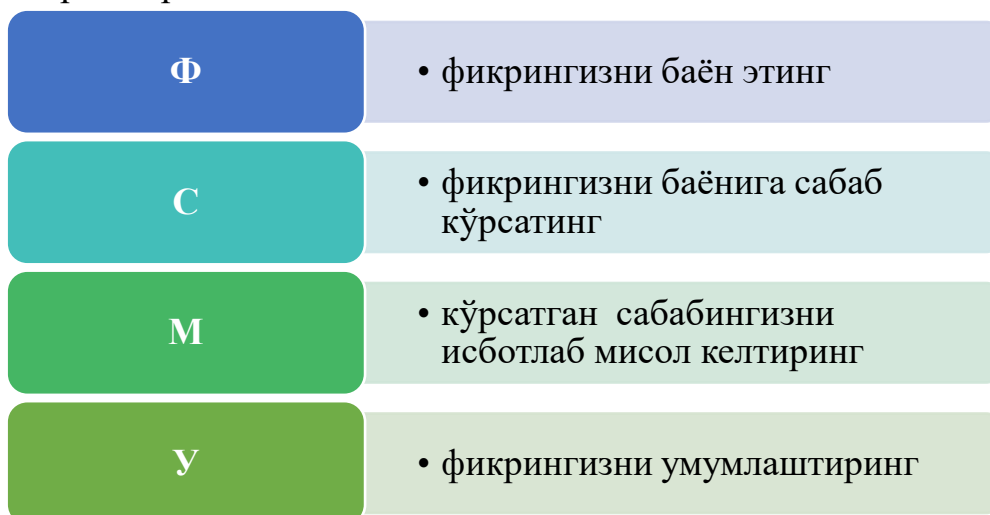 Ф
• фикрингизни баён этинг
С
• фикрингизни баёнига сабаб
кўрсатинг
М
• кўрсатган сабабингизни
исботлаб мисол келтиринг
У
• фикрингизни умумлаштиринг